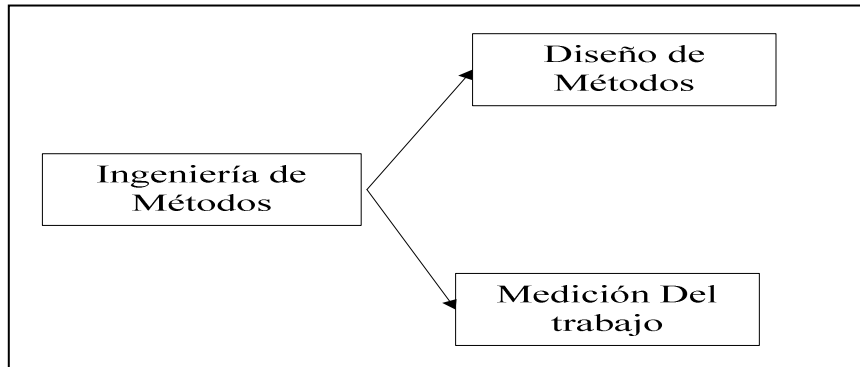 Diseño de
Métodos
Ingeniería de
Métodos
Medición Del
trabajo